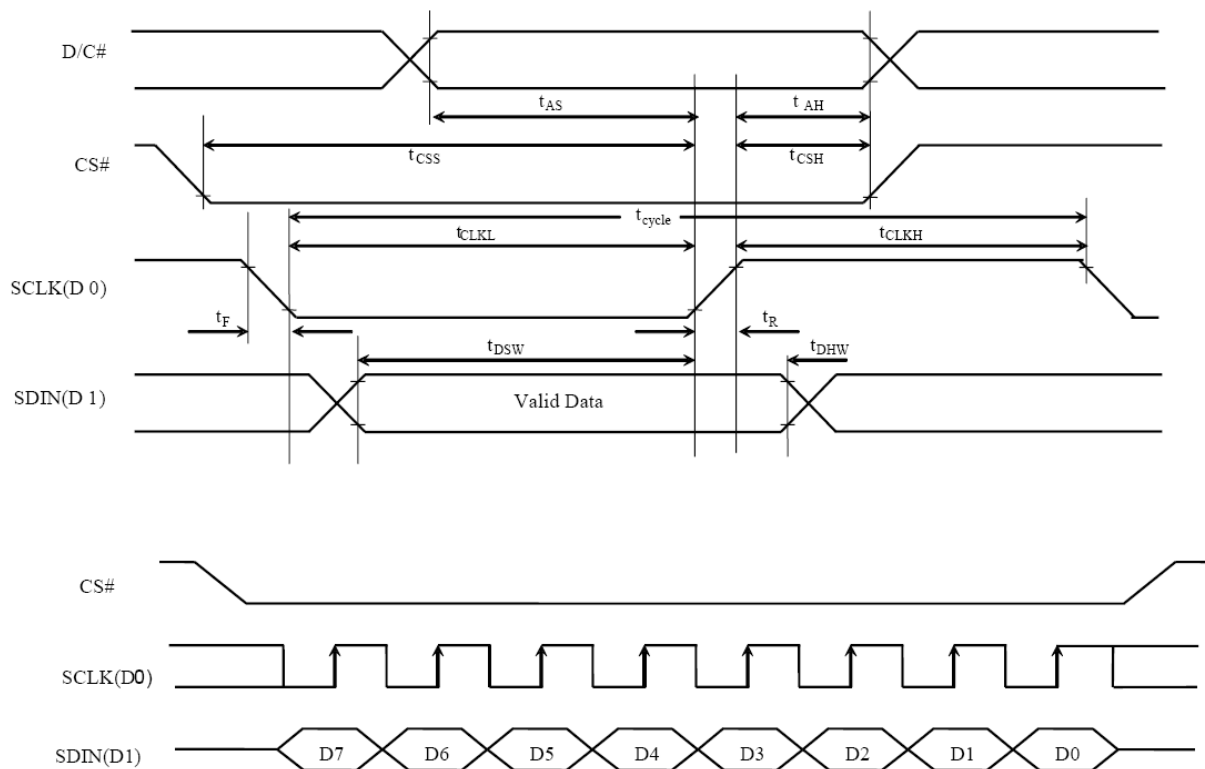 D/C#
tAS
t AH
CS#
tCSS
tCSH
tcycle
tCLKL
tCLKH
SCLK(D 0)
tF
tR
tDSW
tDHW
SDIN(D 1)
Valid Data
CS#
SCLK(D0)
SDIN(D1)
D7 D6 D5 D4 D3 D2 D1 D0